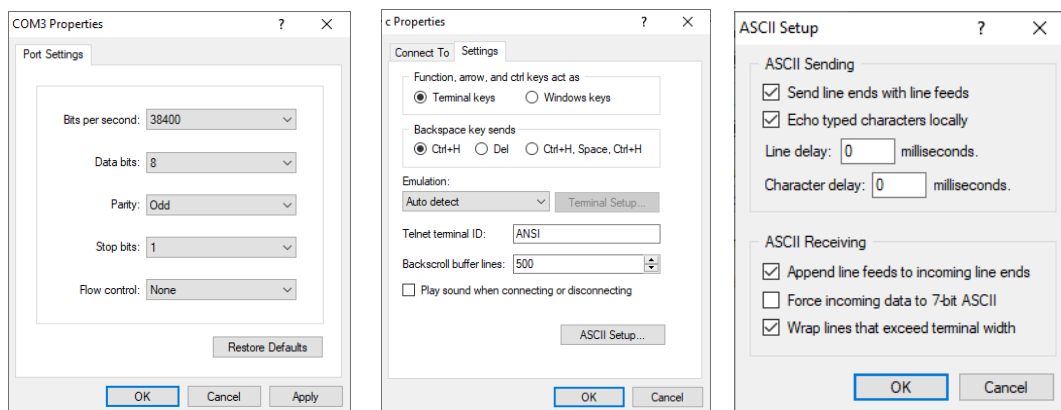 COM3 Properties ? ×
Port Settings
Bits per second: 38400
Data bits: 8
Parity: Odd
Stop bits: 1
Flow control: None
Restore Defaults
OK Cancel Apply
c Properties ? ×
Connect To Settings
Function, arrow, and ctrl keys act as
Terminal keys Windows keys
Backspace key sends
Ctrl+H Del Ctrl+H, Space, Ctrl+H
Emulation:
Auto detect Terminal Setup...
Telnet terminal ID: ANSI
Backscroll buffer lines: 500
Play sound when connecting or disconnecting
ASCII Setup...
OK Cancel
ASCII Setup ? ×
ASCII Sending
Send line ends with line feeds
Echo typed characters locally
Line delay: 0 milliseconds.
Character delay: 0 milliseconds.
ASCII Receiving
Append line feeds to incoming line ends
Force incoming data to 7-bit ASCII
Wrap lines that exceed terminal width
OK Cancel